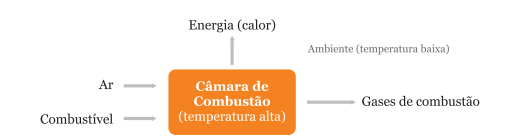 Energia (calor)
Ambiente (temperatura baixa)
Ar
Câmara de
Combustão
(temperatura alta)
Combustível
Gases de combustão